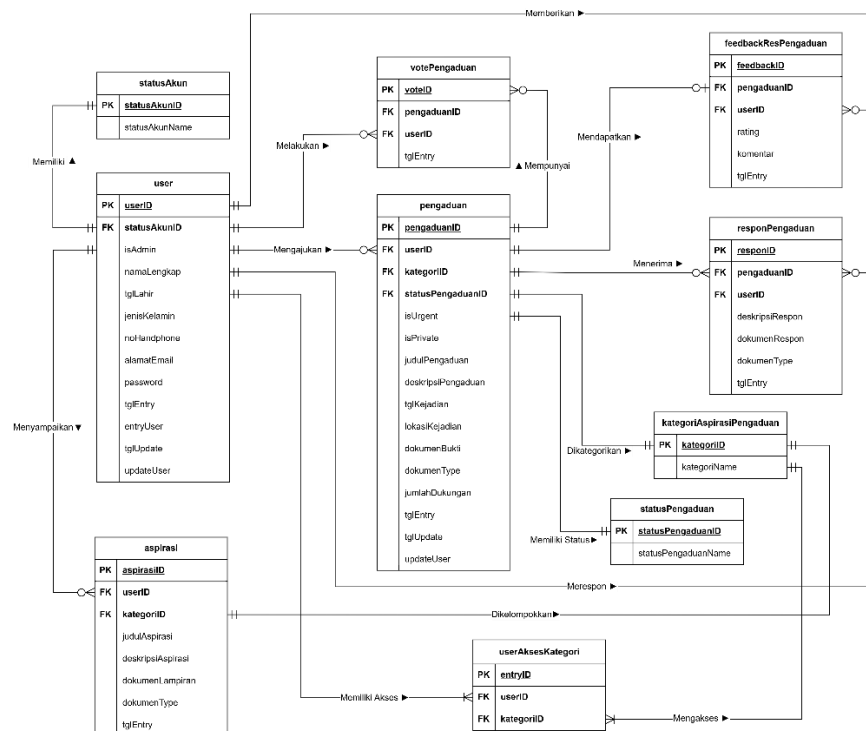 Memberikan ►
feedbackResPengaduan
PK feedbackID
FK pengaduanID
FK userID
rating
komentar
tglEntry
votePengaduan
PK voteID
FK pengaduanID
FK userID
tglEntry
statusAkun
PK statusAkunID
statusAkunName
Memiliki ▲
Melakukan ►
▲ Mempunyai
Mendapatkan ►
user
PK userID
FK statusAkunID
isAdmin
namaLengkap
tglLahir
jenisKelamin
noHandphone
alamatEmail
password
tglEntry
entryUser
tglUpdate
updateUser
Mengajukan ►
pengaduan
PK pengaduanID
FK userID
FK kategoriID
FK statusPengaduanID
isUrgent
isPrivate
judulPengaduan
deskripsiPengaduan
tglKejadian
lokasiKejadian
dokumenBukti
dokumenType
jumlahDukungan
tglEntry
tglUpdate
updateUser
Menerima ►
responPengaduan
PK responID
FK pengaduanID
FK userID
deskripsiRespon
dokumenRespon
dokumenType
tglEntry
Menyampaikan ▼
kategoriAspirasiPengaduan
PK kategoriID
kategoriName
Dikategorikan ►
statusPengaduan
PK statusPengaduanID
statusPengaduanName
Memiliki Status►
Merespon ►
aspirasi
PK aspirasiID
FK userID
FK kategoriID
judulAspirasi
deskripsiAspirasi
dokumenLampiran
dokumenType
tglEntry
Dikelompokkan ►
userAksesKategori
PK entryID
FK userID
FK kategoriID
Memiliki Akses ►
Mengakses ►